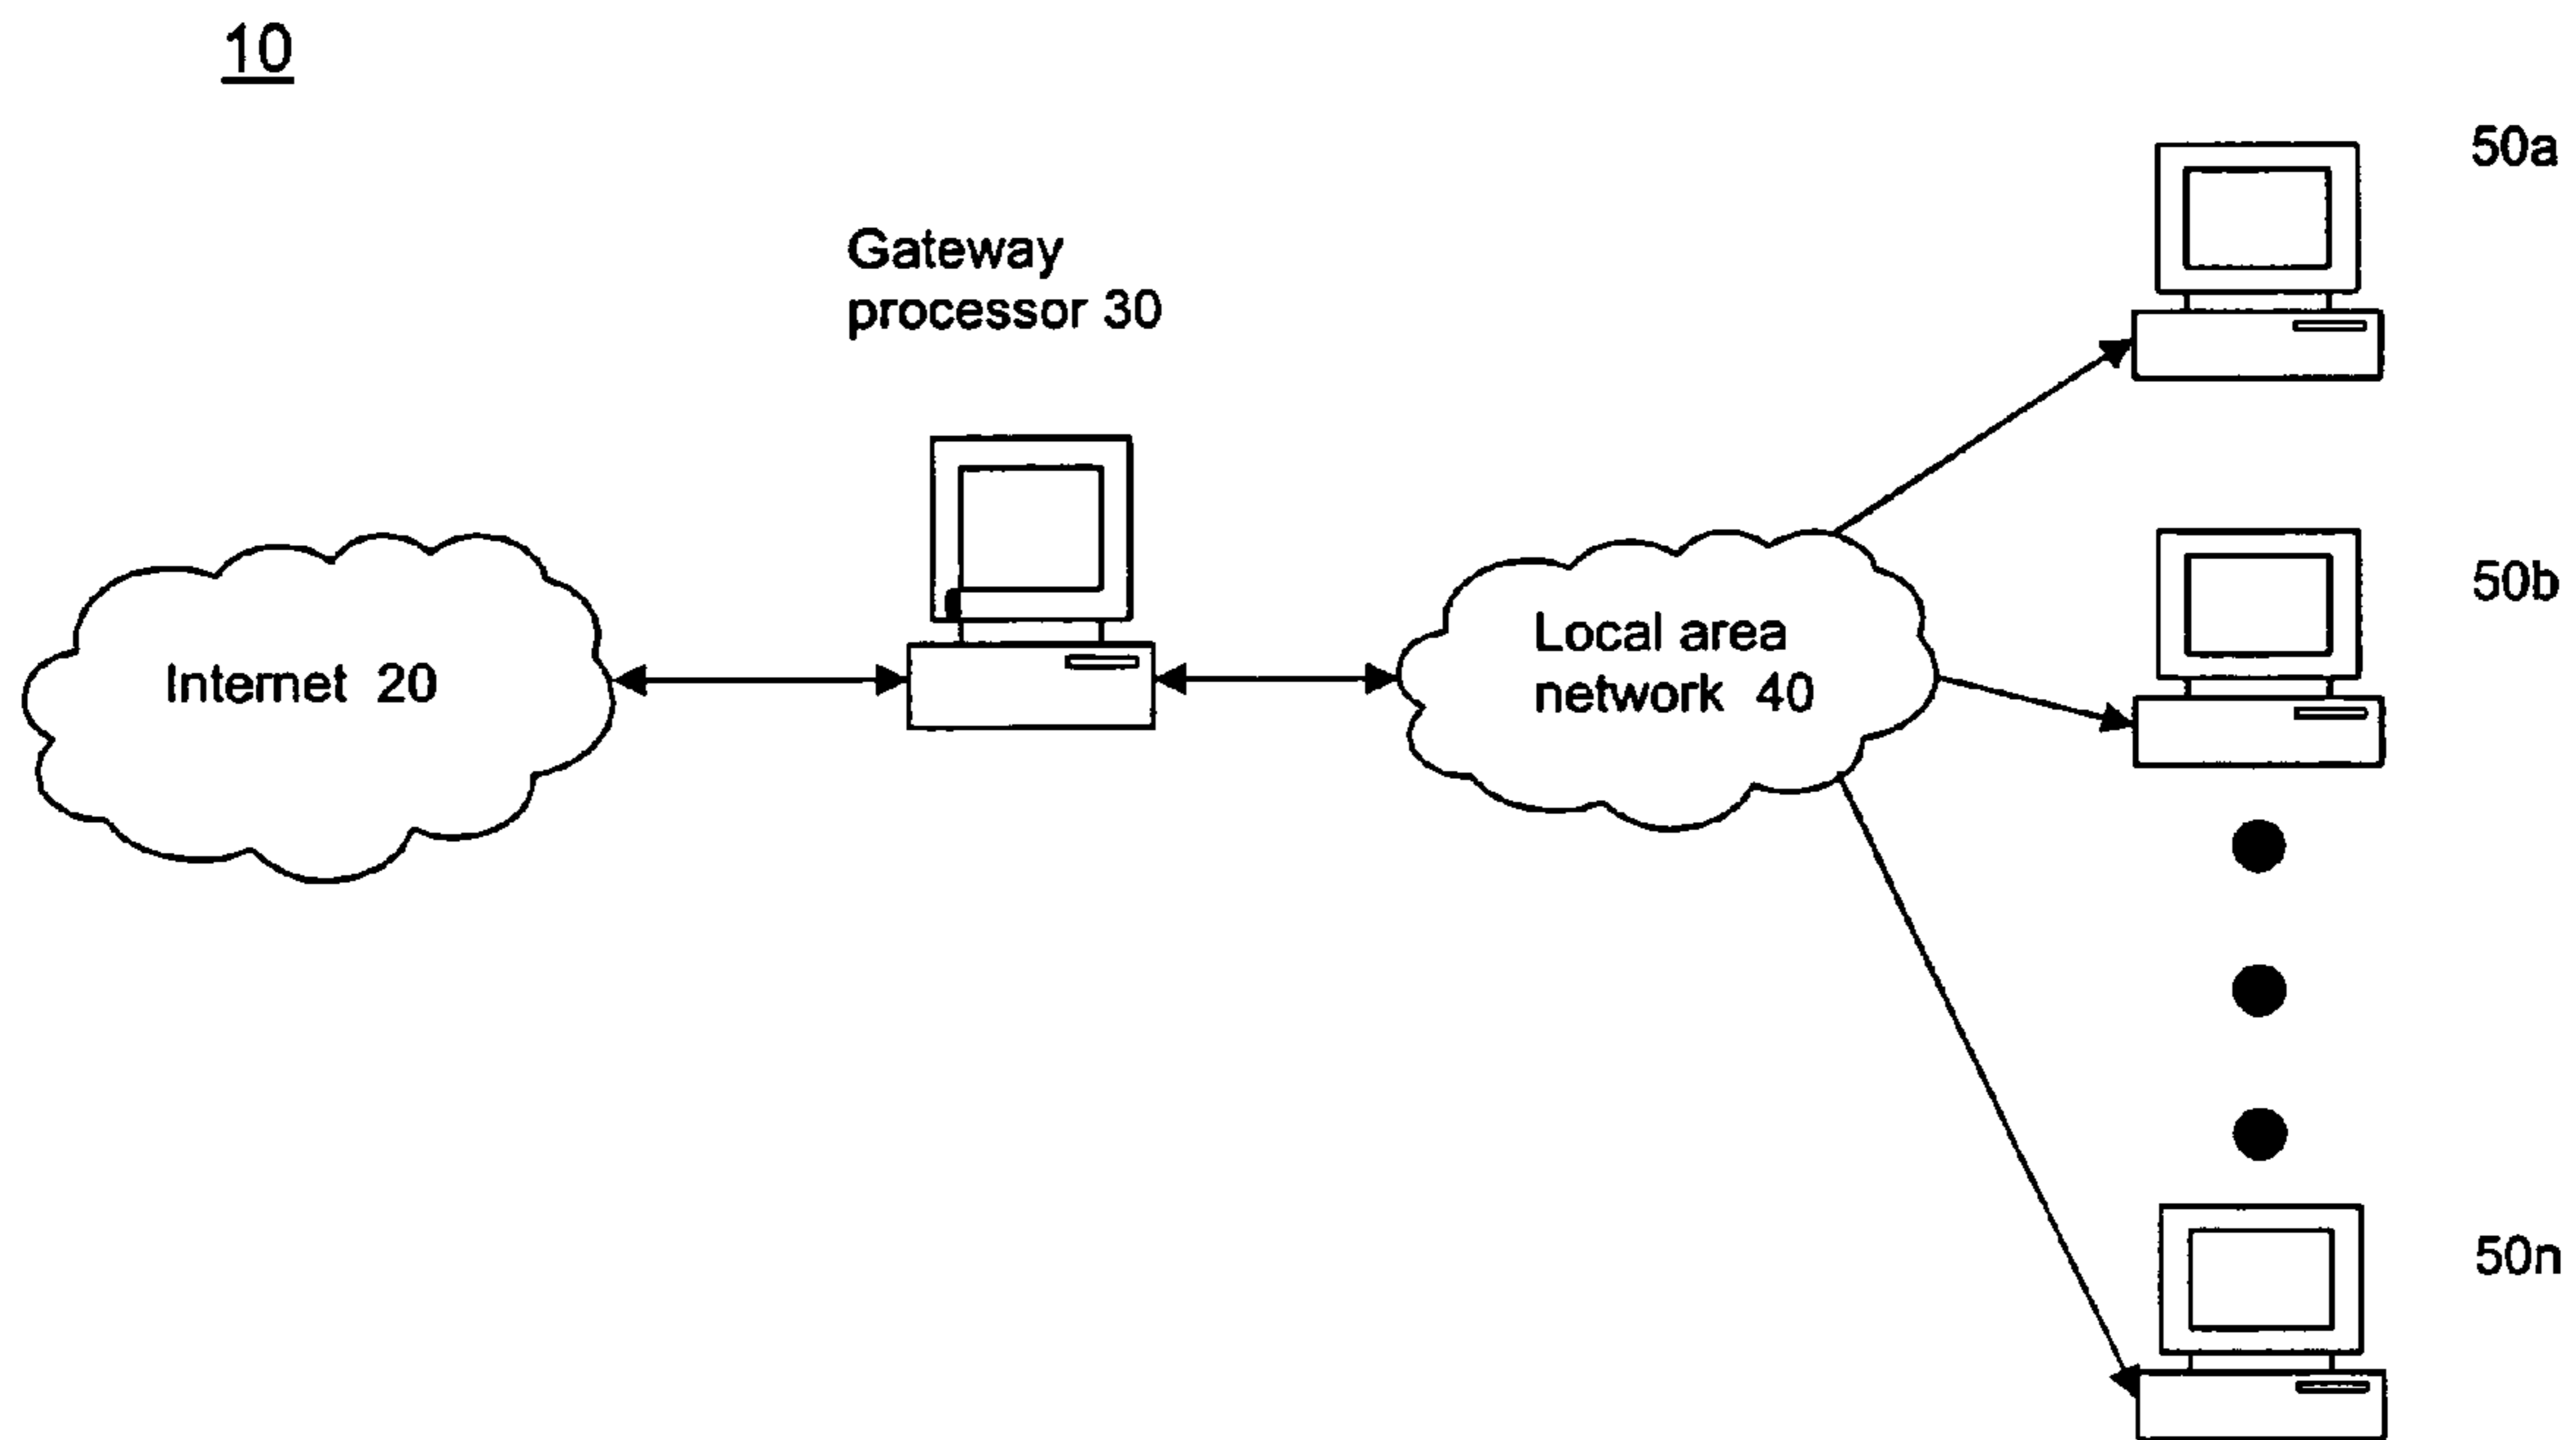 10
50a
Gateway
processor 30
50b
Internet 20
Local area
network 40
50n